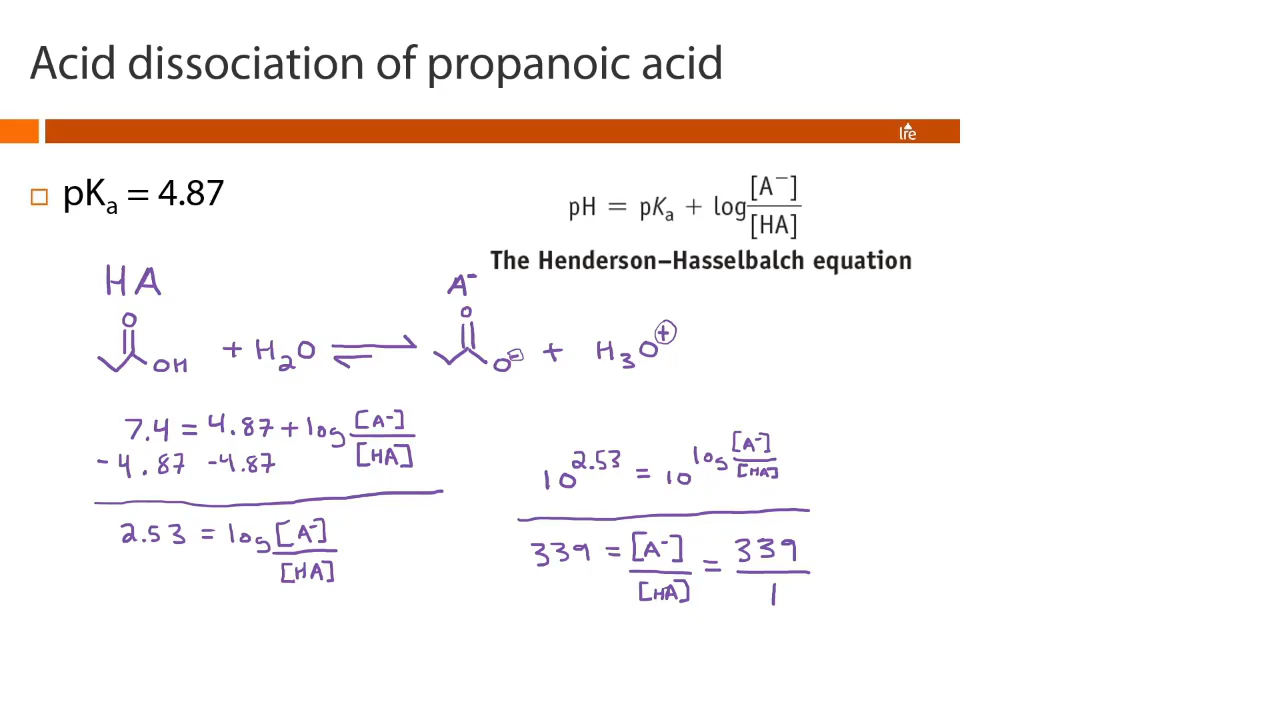 Acid dissociation of propanoic acid
lre
pKa = 4.87
pH = pKa + log [A−]/[HA]
The Henderson–Hasselbalch equation
HA
A⁻
O
OH
+ H₂O ⇌
O
O⊖
+ H₃O⊕
7.4 = 4.87 + log [A⁻]/[HA]
-4.87 -4.87
2.53 = log [A⁻]/[HA]
10^2.53 = 10^log [A⁻]/[HA]
339 = [A⁻]/[HA] = 339/1